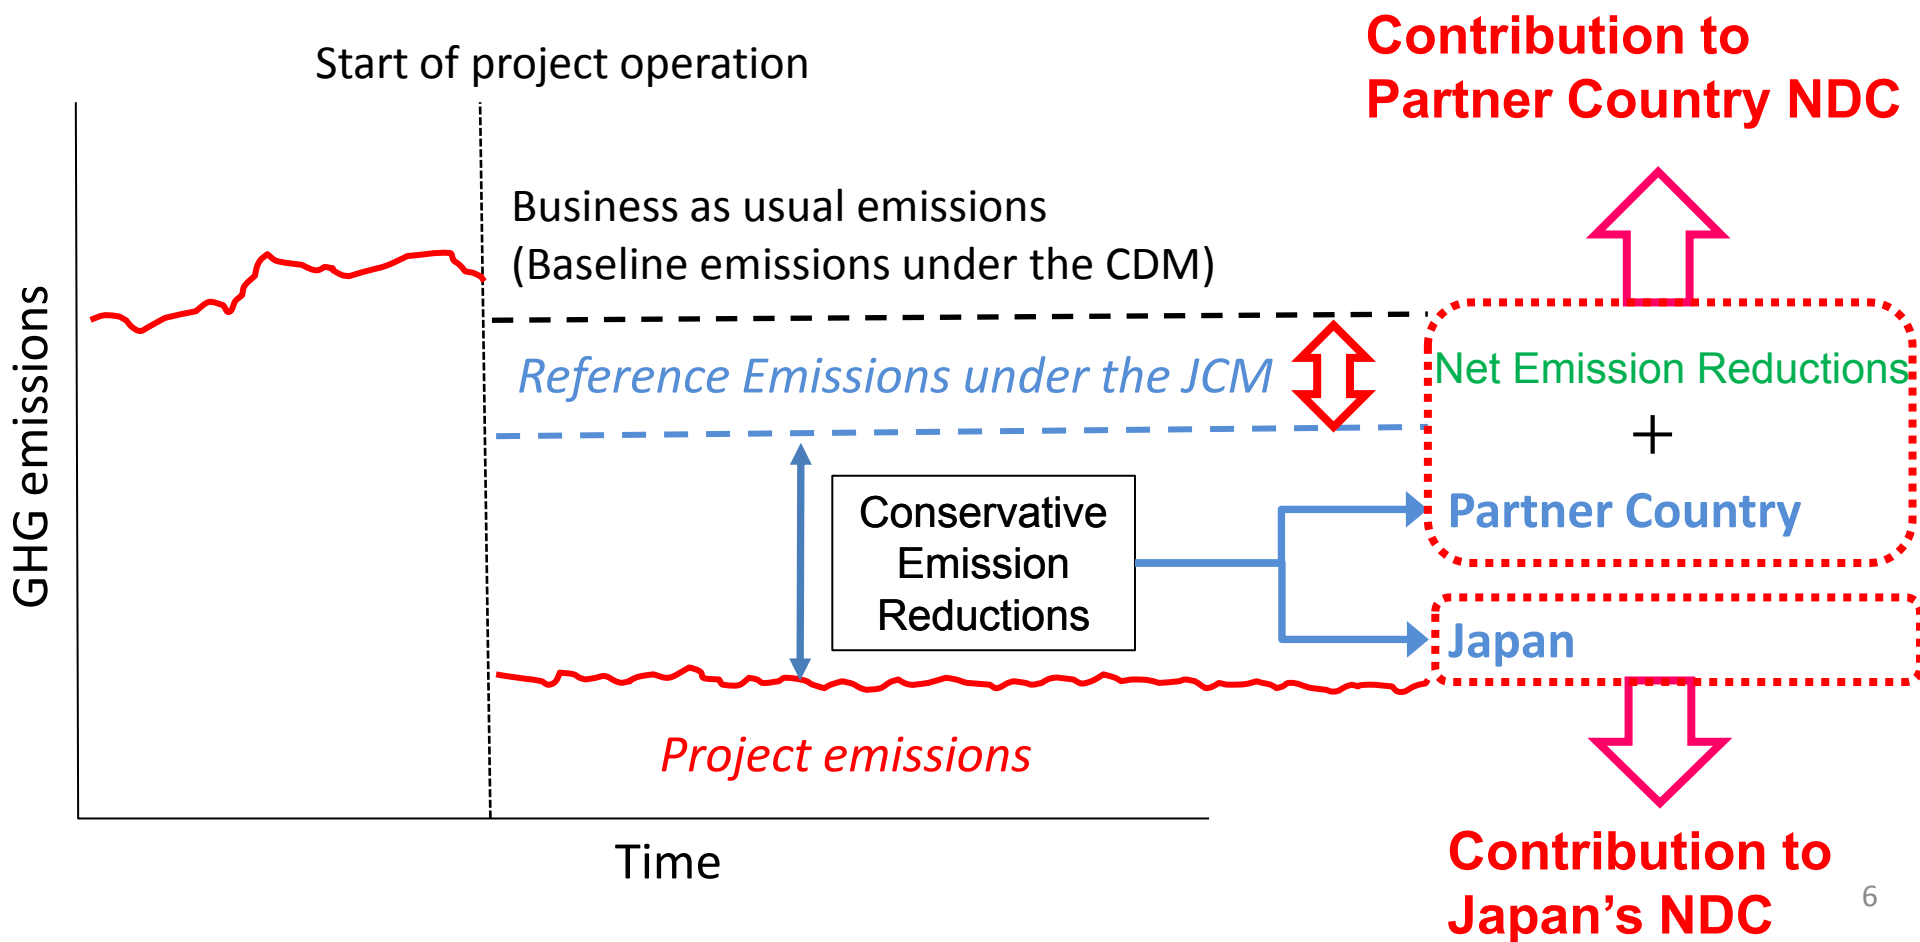 Contribution to
Partner Country NDC
Start of project operation
Business as usual emissions
(Baseline emissions under the CDM)
Reference Emissions under the JCM
Net Emission Reductions
+
Partner Country
Conservative
Emission
Reductions
Japan
Project emissions
GHG emissions
Time
Contribution to
Japan’s NDC
6